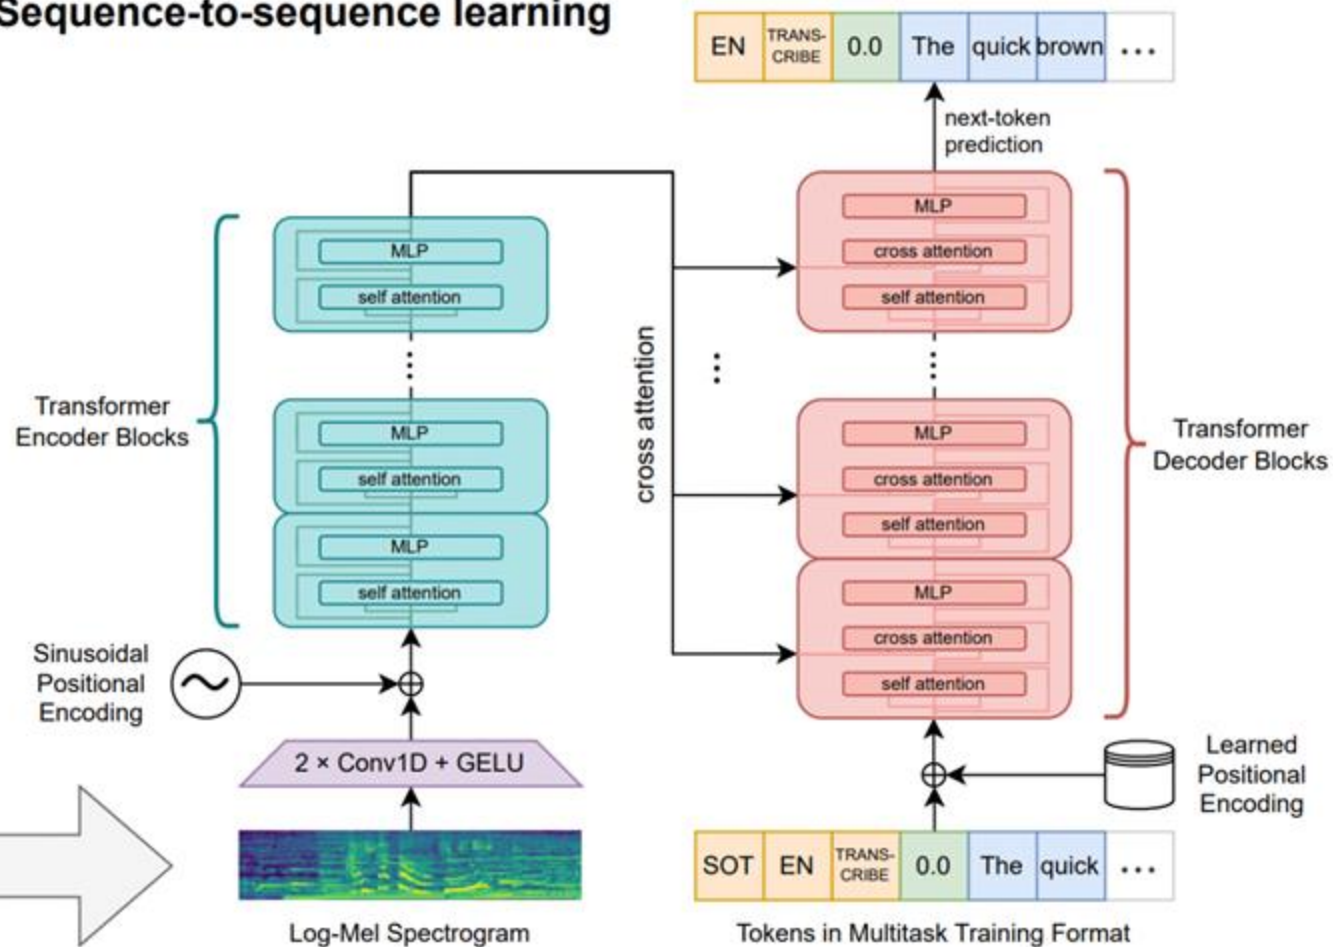 Sequence-to-sequence learning
EN TRANS-CRIBE 0.0 The quick brown ...
next-token
prediction
MLP
self attention
MLP
self attention
MLP
self attention
Transformer
Encoder Blocks
cross attention
...
MLP
cross attention
self attention
MLP
cross attention
self attention
MLP
cross attention
self attention
Transformer
Decoder Blocks
Sinusoidal
Positional
Encoding
2 × Conv1D + GELU
Learned
Positional
Encoding
SOT EN TRANS-CRIBE 0.0 The quick ...
Log-Mel Spectrogram
Tokens in Multitask Training Format